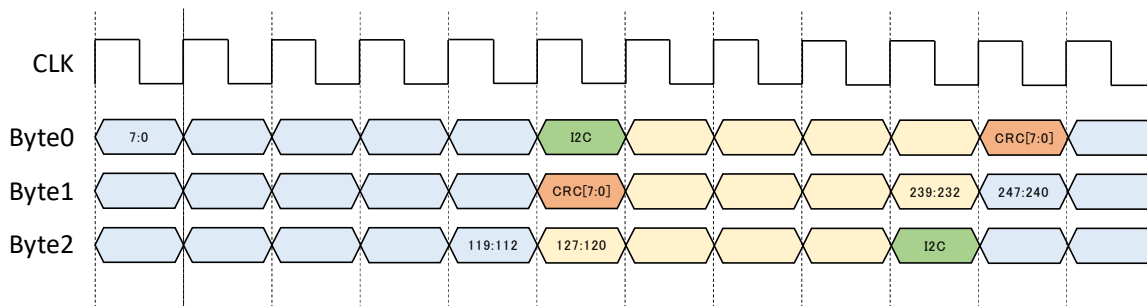 CLK
Byte0 7:0 I2C CRC[7:0]
Byte1 CRC[7:0] 239:232 247:240
Byte2 119:112 127:120 I2C